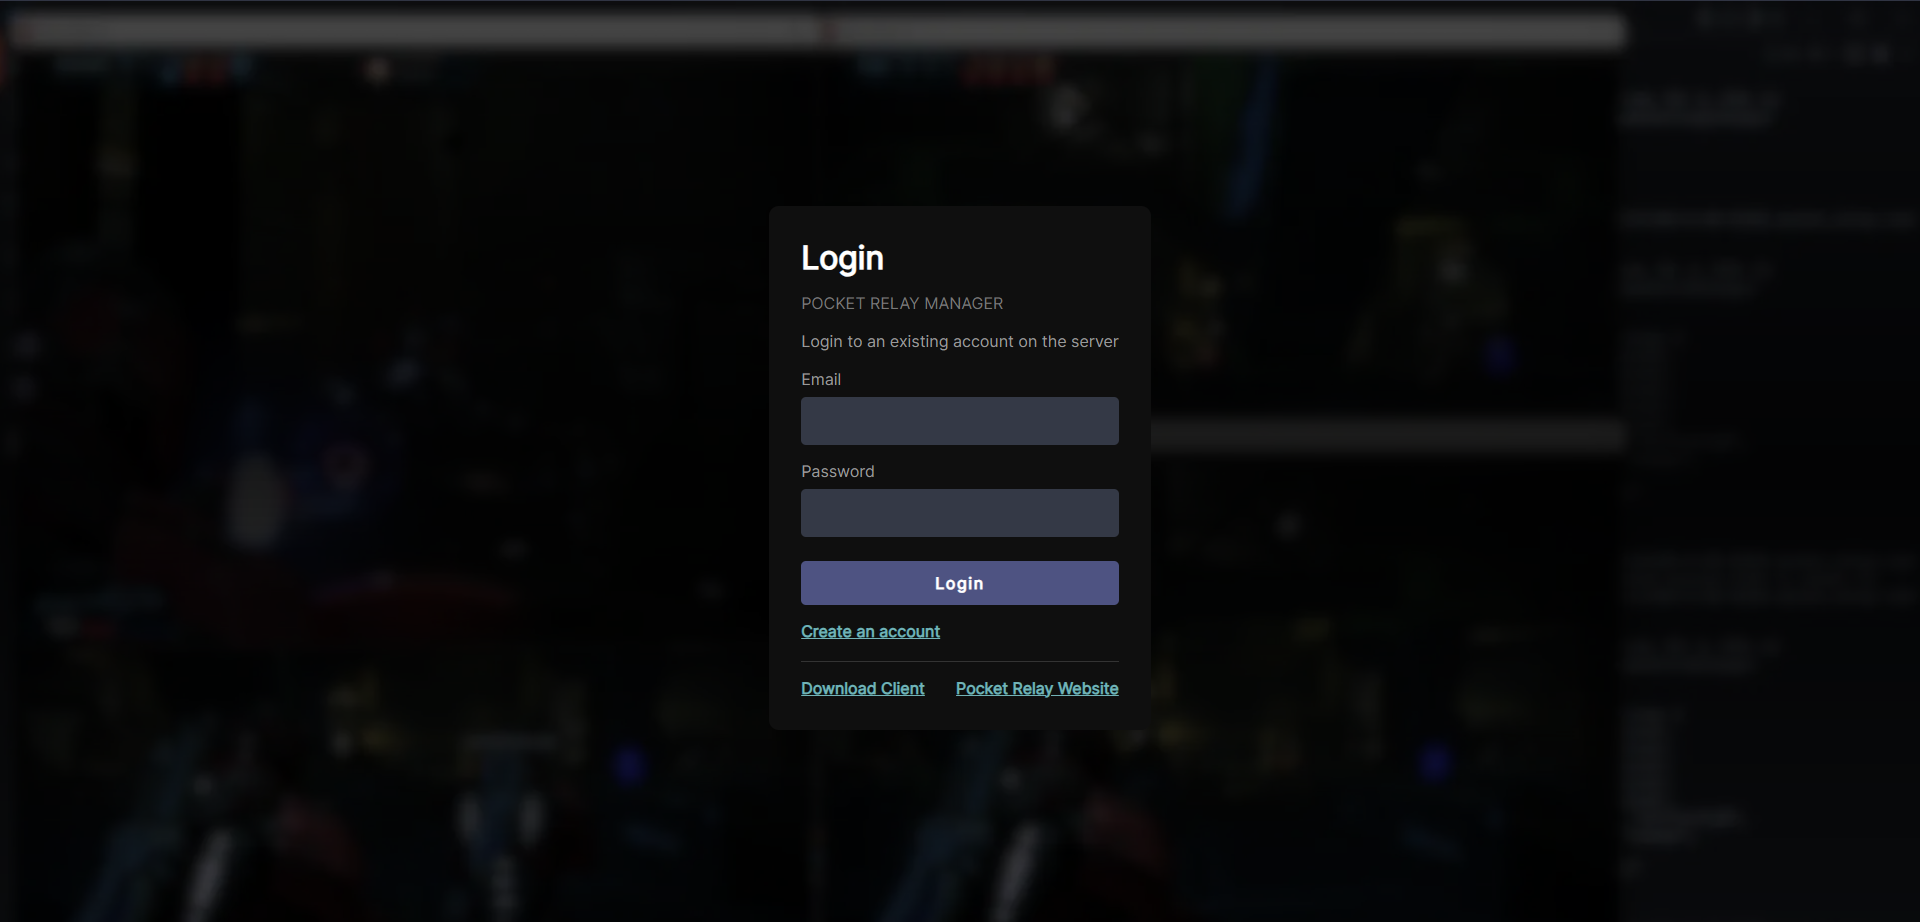 Login
POCKET RELAY MANAGER
Login to an existing account on the server
Email
Password
Login
Create an account
Download Client Pocket Relay Website